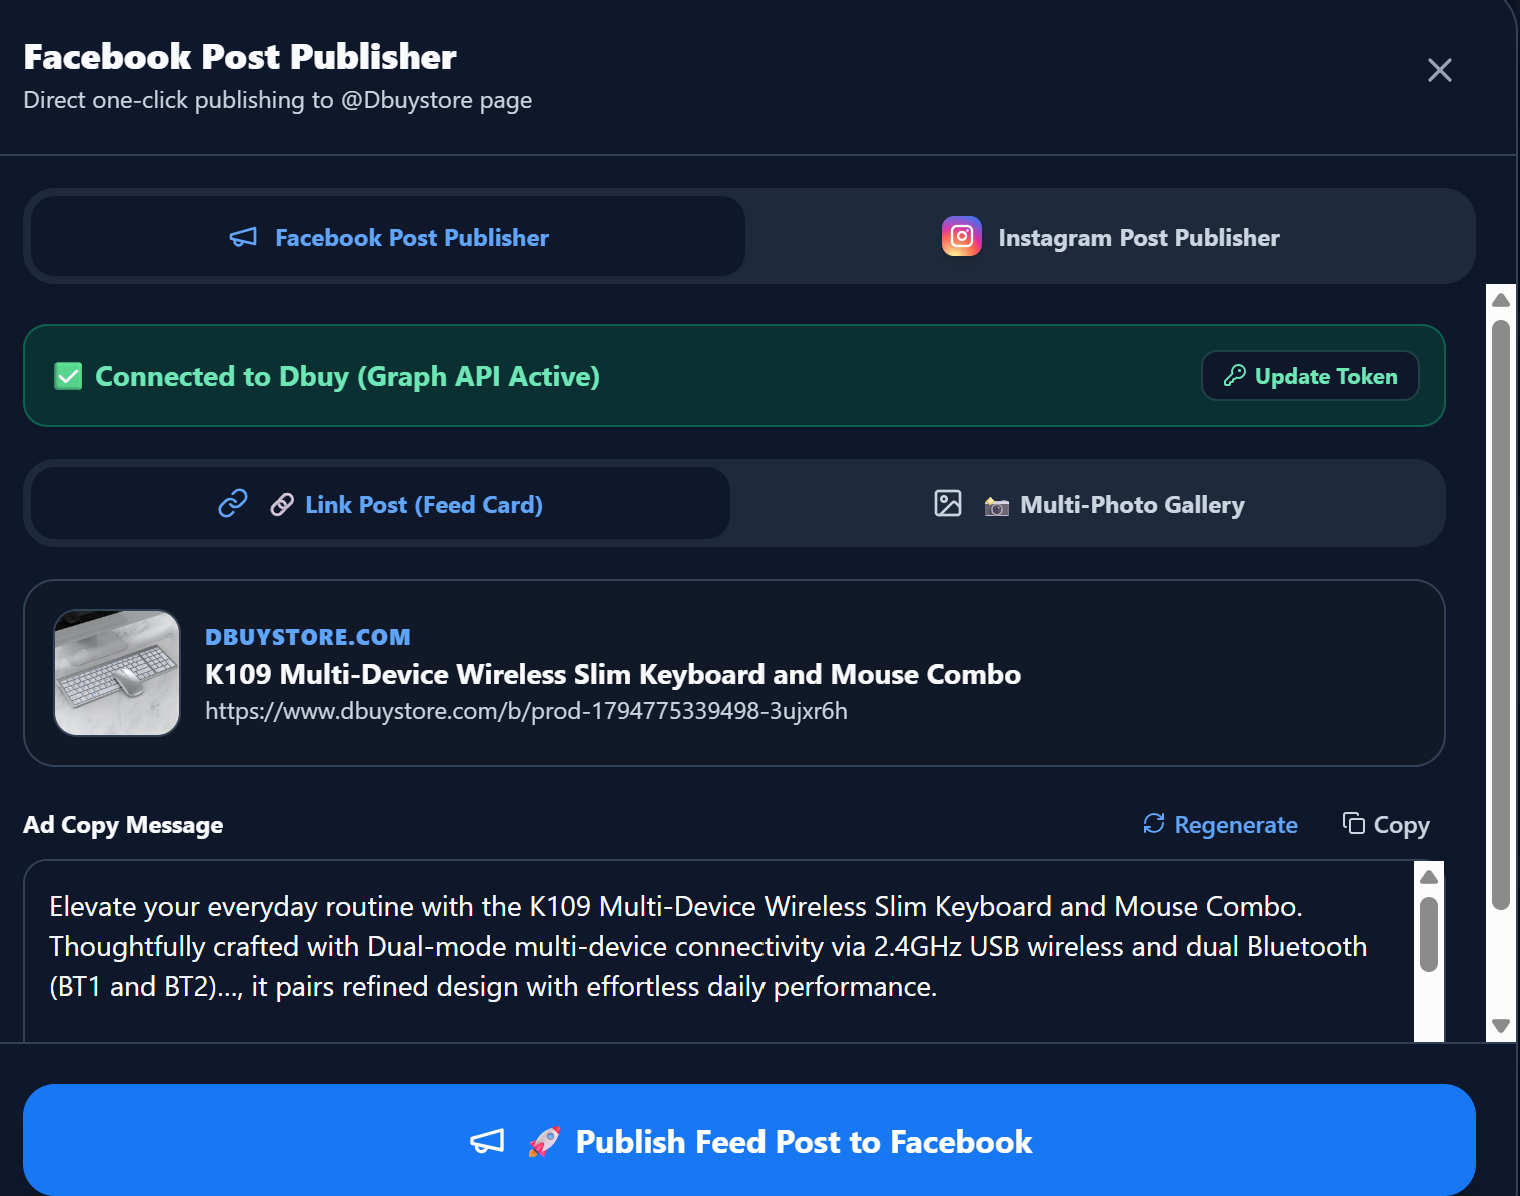 Facebook Post Publisher
Direct one-click publishing to @Dbuystore page
Facebook Post Publisher
Instagram Post Publisher
Connected to Dbuy (Graph API Active)
Update Token
Link Post (Feed Card)
Multi-Photo Gallery
DBUYSTORE.COM
K109 Multi-Device Wireless Slim Keyboard and Mouse Combo
https://www.dbuystore.com/b/prod-1794775339498-3ujxr6h
Ad Copy Message
Regenerate
Copy
Elevate your everyday routine with the K109 Multi-Device Wireless Slim Keyboard and Mouse Combo.
Thoughtfully crafted with Dual-mode multi-device connectivity via 2.4GHz USB wireless and dual Bluetooth
(BT1 and BT2)..., it pairs refined design with effortless daily performance.
Publish Feed Post to Facebook